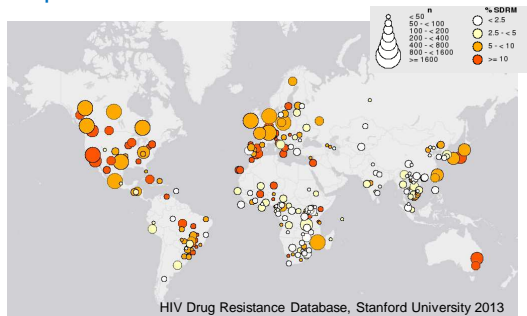 n
< 50
50 - < 100
100 - < 200
200 - < 400
400 - < 800
800 - < 1600
>= 1600
% SDRM
< 2.5
2.5 - < 5
5 - < 10
>= 10
HIV Drug Resistance Database, Stanford University 2013